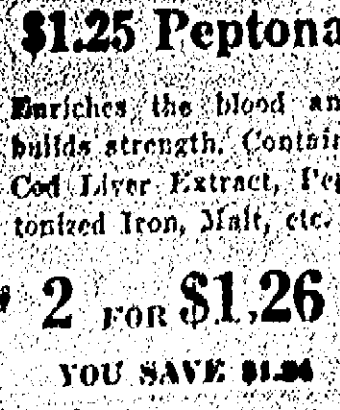 $1.25 Peptona
Enriches the blood an
builds strength. Contain
Cod Liver Extract, Pep
tonized Iron, Malt, etc.
2 FOR $1.26
YOU SAVE